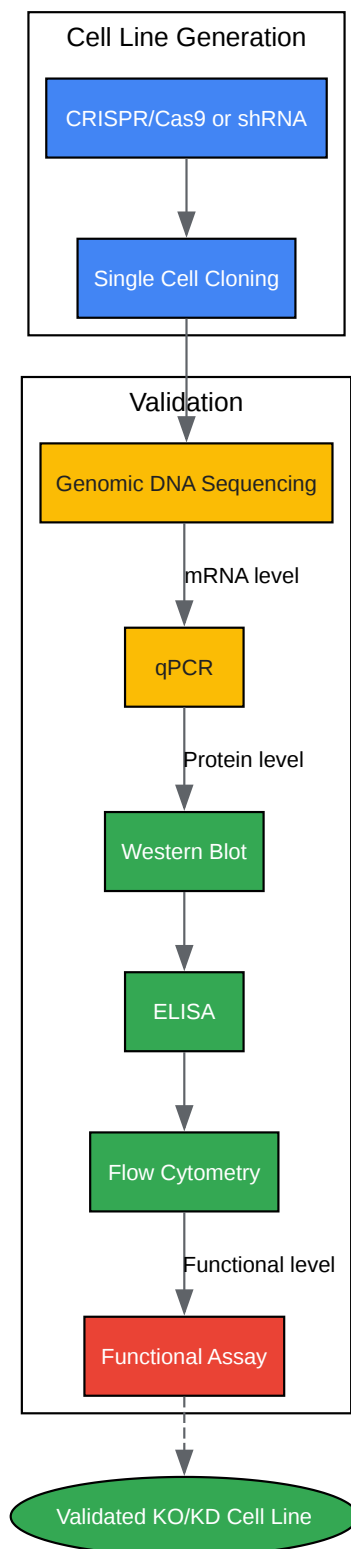 Cell Line Generation
CRISPR/Cas9 or shRNA
Single Cell Cloning
Validation
Genomic DNA Sequencing
mRNA level
qPCR
Protein level
Western Blot
ELISA
Flow Cytometry
Functional level
Functional Assay
Validated KO/KD Cell Line